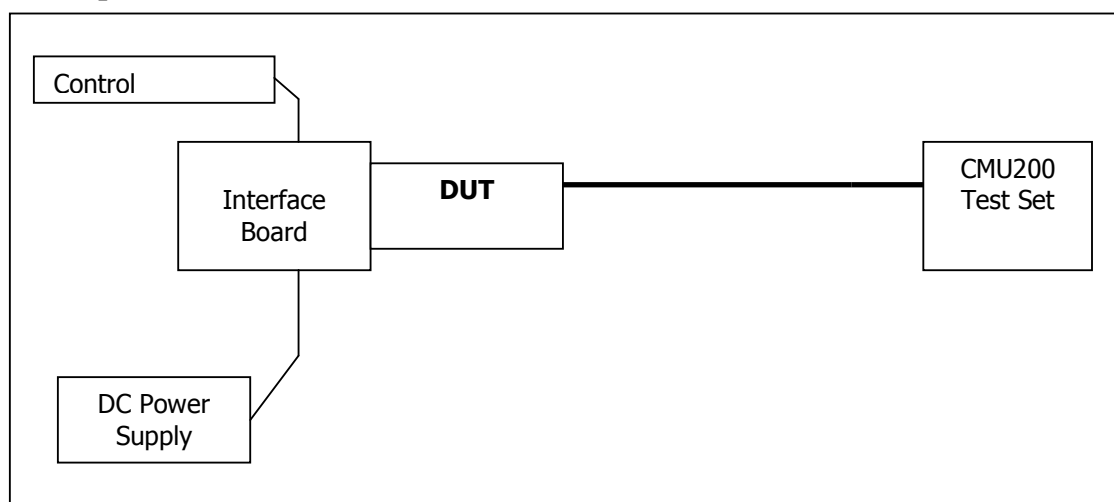 Control
Interface
Board
DUT
CMU200
Test Set
DC Power
Supply